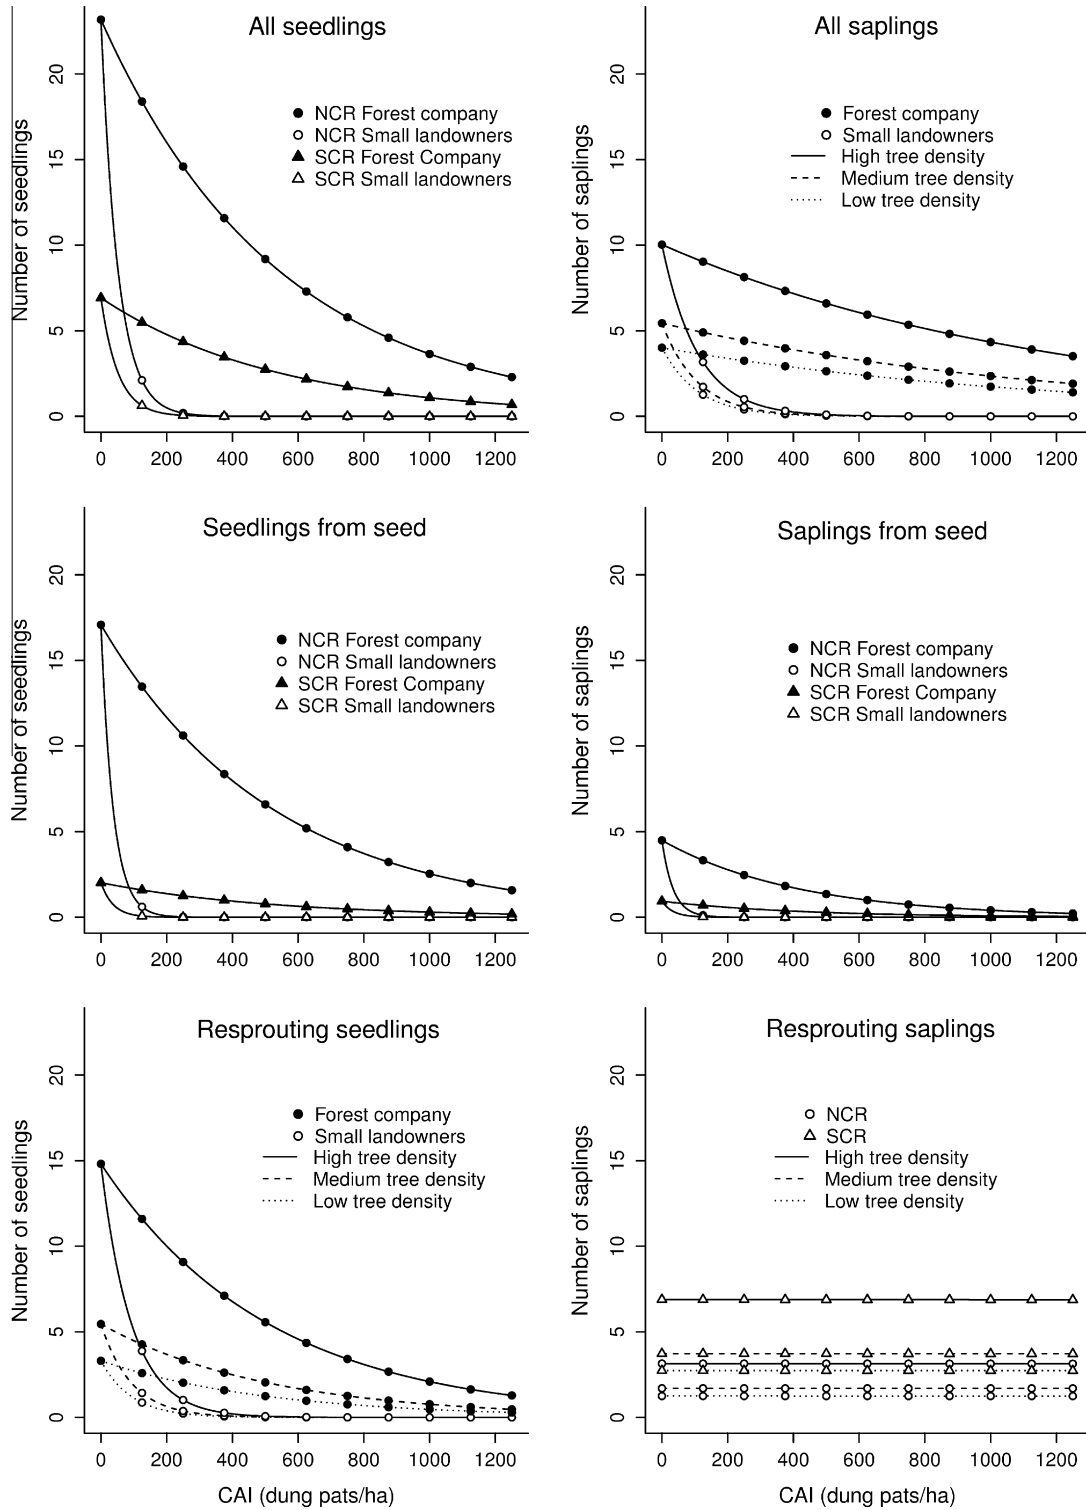 All seedlings
Number of seedlings
20
15
10
5
0
NCR Forest company
NCR Small landowners
SCR Forest Company
SCR Small landowners
0 200 400 600 800 1000 1200
All saplings
Number of saplings
20
15
10
5
0
Forest company
Small landowners
High tree density
Medium tree density
Low tree density
0 200 400 600 800 1000 1200
Seedlings from seed
Number of seedlings
20
15
10
5
0
NCR Forest company
NCR Small landowners
SCR Forest Company
SCR Small landowners
0 200 400 600 800 1000 1200
Saplings from seed
Number of saplings
20
15
10
5
0
NCR Forest company
NCR Small landowners
SCR Forest Company
SCR Small landowners
0 200 400 600 800 1000 1200
Resprouting seedlings
Number of seedlings
20
15
10
5
0
Forest company
Small landowners
High tree density
Medium tree density
Low tree density
0 200 400 600 800 1000 1200
CAI (dung pats/ha)
Resprouting saplings
Number of saplings
20
15
10
5
0
NCR
SCR
High tree density
Medium tree density
Low tree density
0 200 400 600 800 1000 1200
CAI (dung pats/ha)